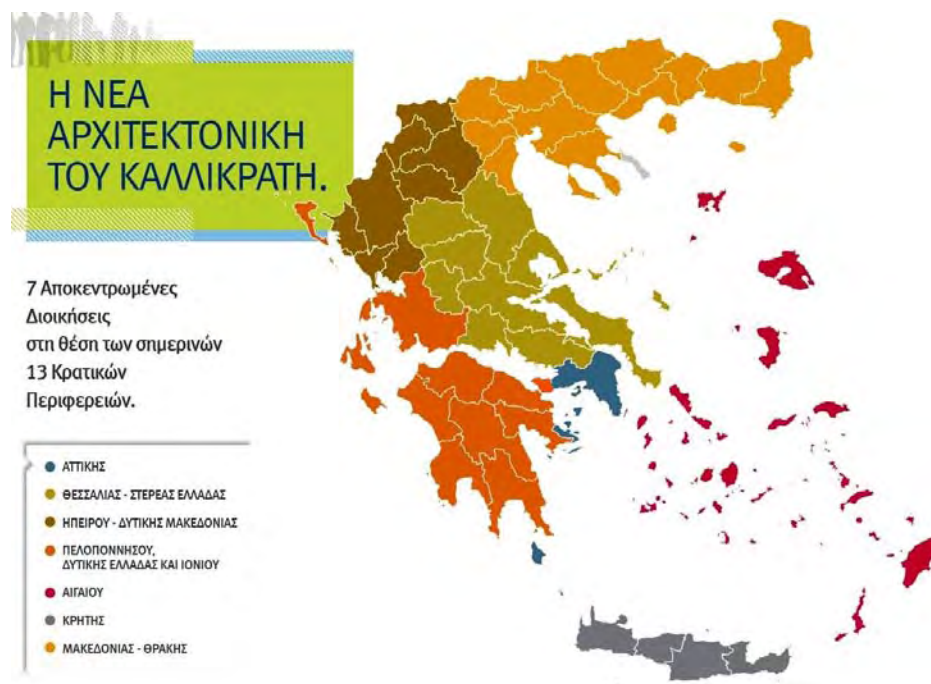 Η ΝΕΑ
ΑΡΧΙΤΕΚΤΟΝΙΚΗ
ΤΟΥ ΚΑΛΛΙΚΡΑΤΗ.
7 Αποκεντρωμένες
Διοικήσεις
στη θέση των σημερινών
13 Κρατικών
Περιφερειών.
ΑΤΤΙΚΗΣ
ΘΕΣΣΑΛΙΑΣ - ΣΤΕΡΕΑΣ ΕΛΛΑΔΑΣ
ΗΠΕΙΡΟΥ - ΔΥΤΙΚΗΣ ΜΑΚΕΔΟΝΙΑΣ
ΠΕΛΟΠΟΝΝΗΣΟΥ,
ΔΥΤΙΚΗΣ ΕΛΛΑΔΑΣ ΚΑΙ ΙΟΝΙΟΥ
ΑΙΓΑΙΟΥ
ΚΡΗΤΗΣ
ΜΑΚΕΔΟΝΙΑΣ - ΘΡΑΚΗΣ